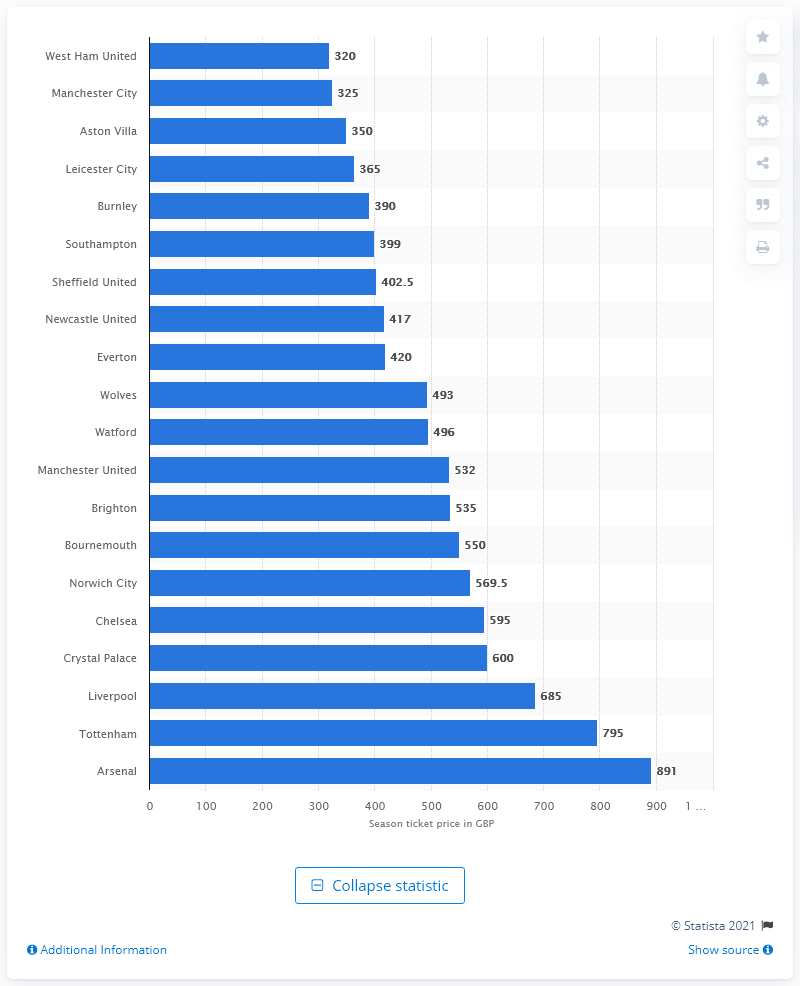 West Ham United 320
Manchester City 325
Aston Villa 350
Leicester City 365
Burnley 390
Southampton 399
Sheffield United 402.5
Newcastle United 417
Everton 420
Wolves 493
Watford 496
Manchester United 532
Brighton 535
Bournemouth 550
Norwich City 569.5
Chelsea 595
Crystal Palace 600
Liverpool 685
Tottenham 795
Arsenal 891
0 100 200 300 400 500 600 700 800 900 1 ...
Season ticket price in GBP
Collapse statistic
© Statista 2021
Additional Information Show source